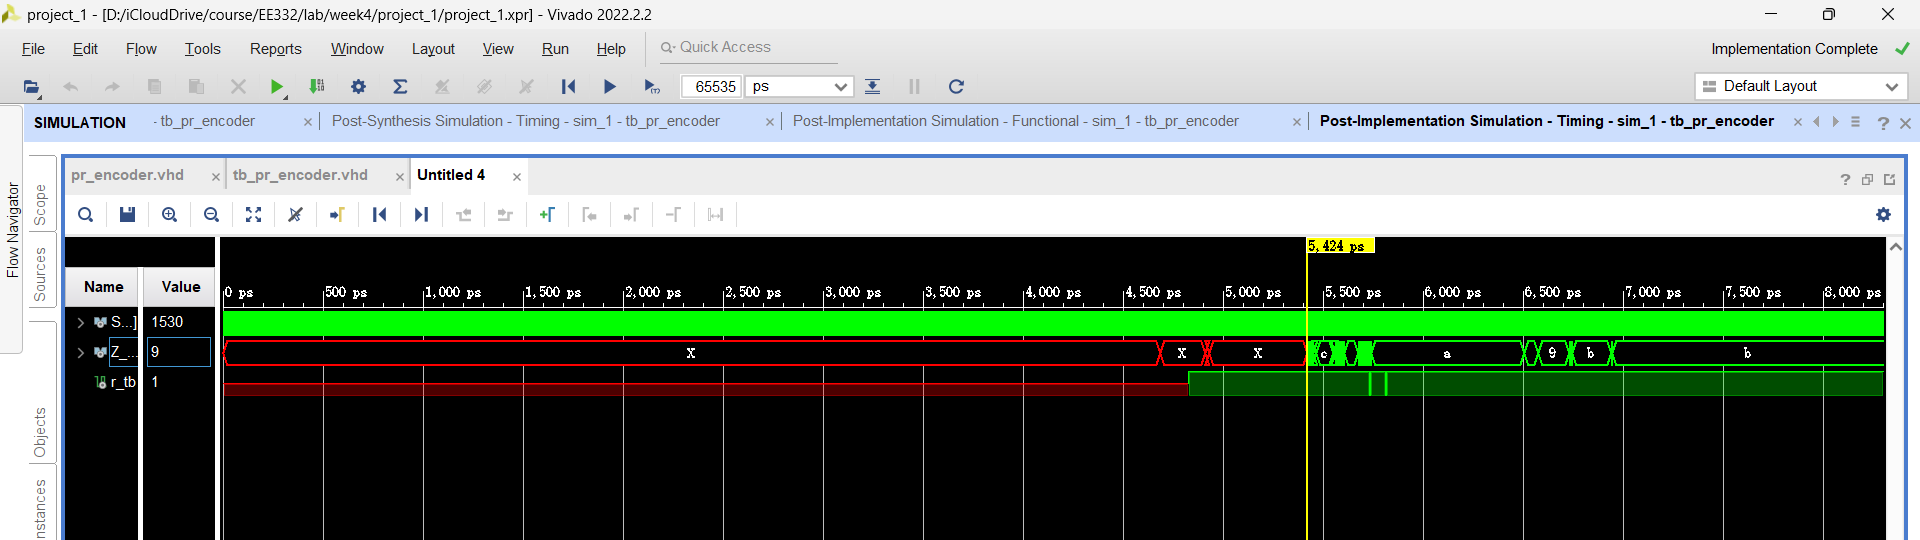 project_1 - [D:/iCloudDrive/course/EE332/lab/week4/project_1/project_1.xpr] - Vivado 2022.2.2
File Edit Flow Tools Reports Window Layout View Run Help Quick Access Implementation Complete
65535 ps Default Layout
SIMULATION - tb_pr_encoder Post-Synthesis Simulation - Timing - sim_1 - tb_pr_encoder Post-Implementation Simulation - Functional - sim_1 - tb_pr_encoder Post-Implementation Simulation - Timing - sim_1 - tb_pr_encoder
Flow Navigator
Scope
Sources
Objects
nstances
pr_encoder.vhd tb_pr_encoder.vhd Untitled 4
5,424 ps
Name Value 0 ps 500 ps 1,000 ps 1,500 ps 2,000 ps 2,500 ps 3,000 ps 3,500 ps 4,000 ps 4,500 ps 5,000 ps 5,500 ps 6,000 ps 6,500 ps 7,000 ps 7,500 ps 8,000 ps
S...] 1530
Z_... 9 X X X c a 9 b b
r_tb 1